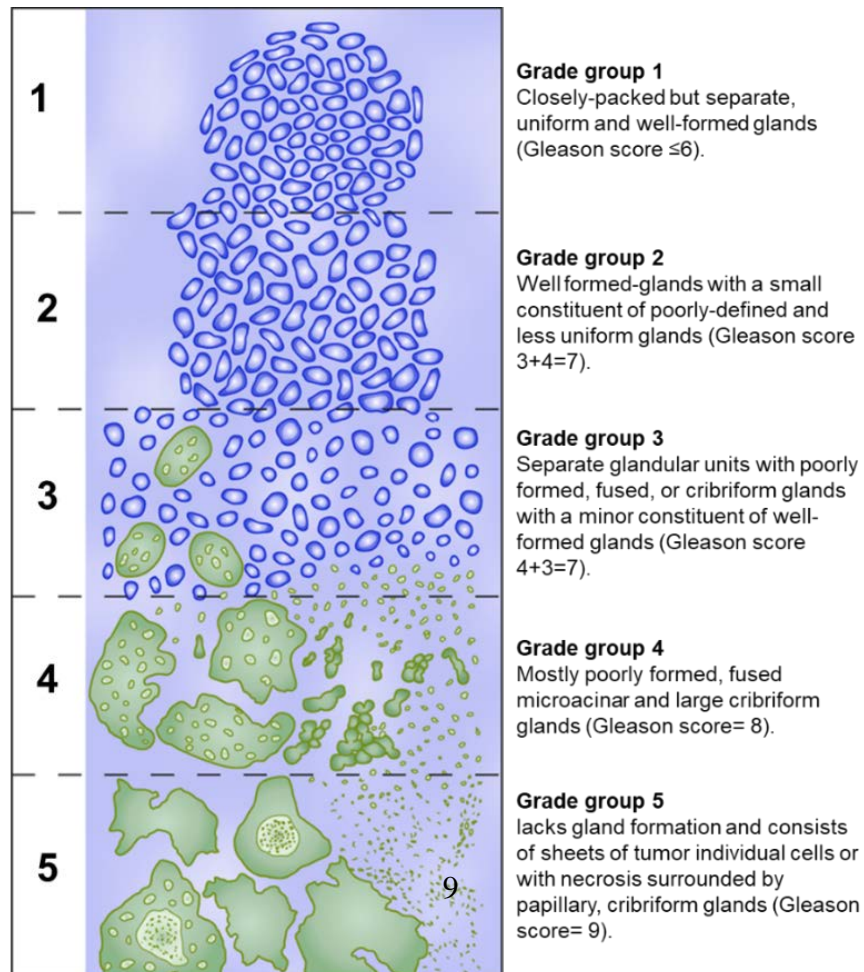 1
Grade group 1
Closely-packed but separate,
uniform and well-formed glands
(Gleason score ≤6).
2
Grade group 2
Well formed-glands with a small
constituent of poorly-defined and
less uniform glands (Gleason score
3+4=7).
3
Grade group 3
Separate glandular units with poorly
formed, fused, or cribriform glands
with a minor constituent of well-
formed glands (Gleason score
4+3=7).
4
Grade group 4
Mostly poorly formed, fused
microacinar and large cribriform
glands (Gleason score= 8).
5
9
Grade group 5
lacks gland formation and consists
of sheets of tumor individual cells or
with necrosis surrounded by
papillary, cribriform glands (Gleason
score= 9).